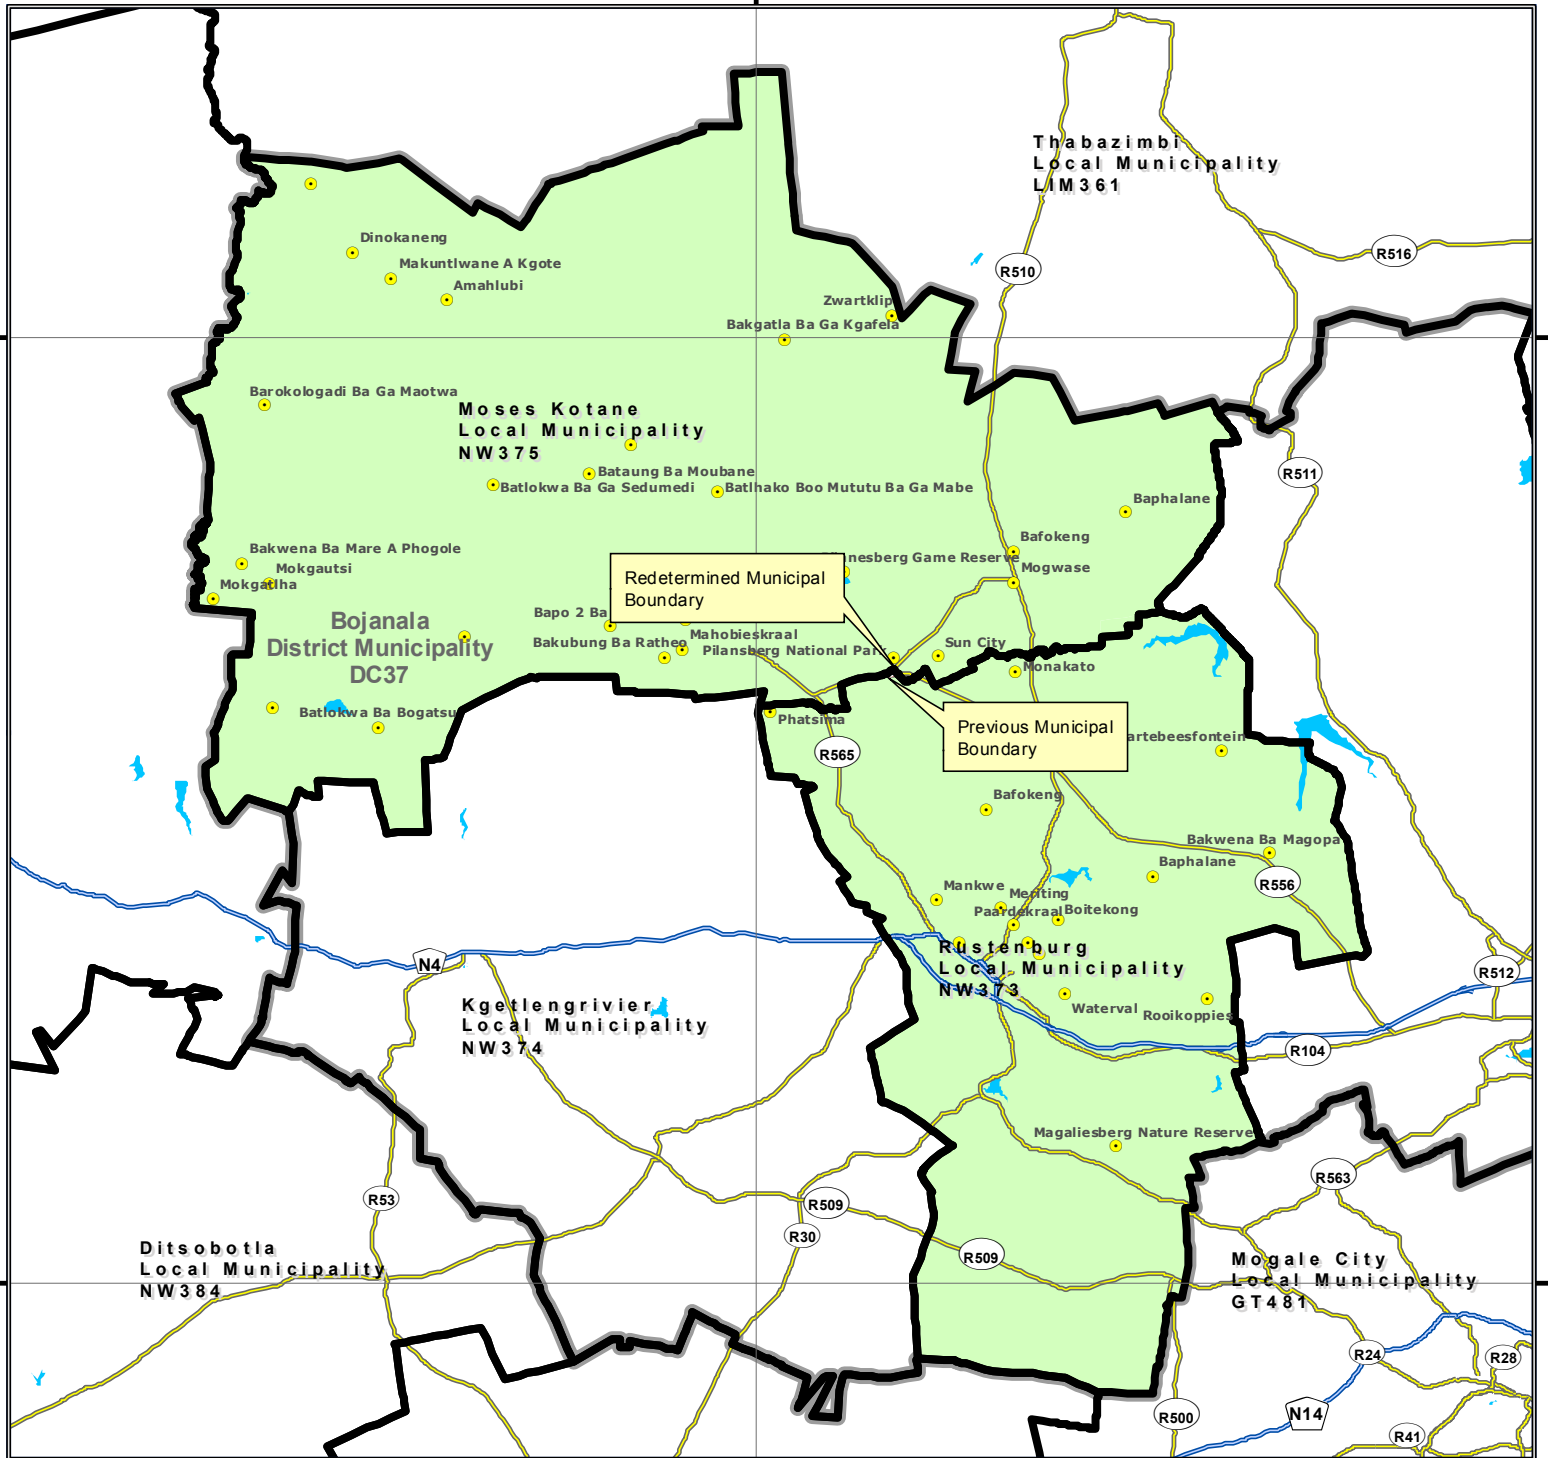 Thabazimbi
Local Municipality
LIM361
Dinokaneng
R516
Makuntlwane A Kgote
R510
Amahlubi
Zwartklip
Bakgatla Ba Ga Kgafela
Barokologadi Ba Ga Maotwa
Moses Kotane
Local Municipality
NW375
Bataung Ba Moubane
R511
Batlokwa Ba Ga Sedumedi
Batlhako Boo Mututu Ba Ga Mabe
Baphalane
Bafokeng
Bakwena Ba Mare A Phogole
nnesberg Game Reserve
Mokgautsi
Mogwase
Mokgatlha
Redetermined Municipal
Boundary
Bapo 2 Ba
Bojanala
District Municipality
DC37
Mahobieskraal
Bakubung Ba Ratheo
Sun City
Pilansberg National Park
Monakato
Batlokwa Ba Bogatsu
Phatsima
Previous Municipal
Boundary
artebeesfontein
R565
Bafokeng
Bakwena Ba Magopa
Baphalane
R556
Mankwe
Meriting
Paardekraal
Boitekong
Rustenburg
Local Municipality
NW373
N4
R512
Kgetlengrivier
Local Municipality
NW374
Waterval
Rooikoppies
R104
Magaliesberg Nature Reserve
R563
R53
R509
R30
R509
Ditsobotla
Local Municipality
NW384
Mogale City
Local Municipality
GT481
R24
R28
R500
N14
R41